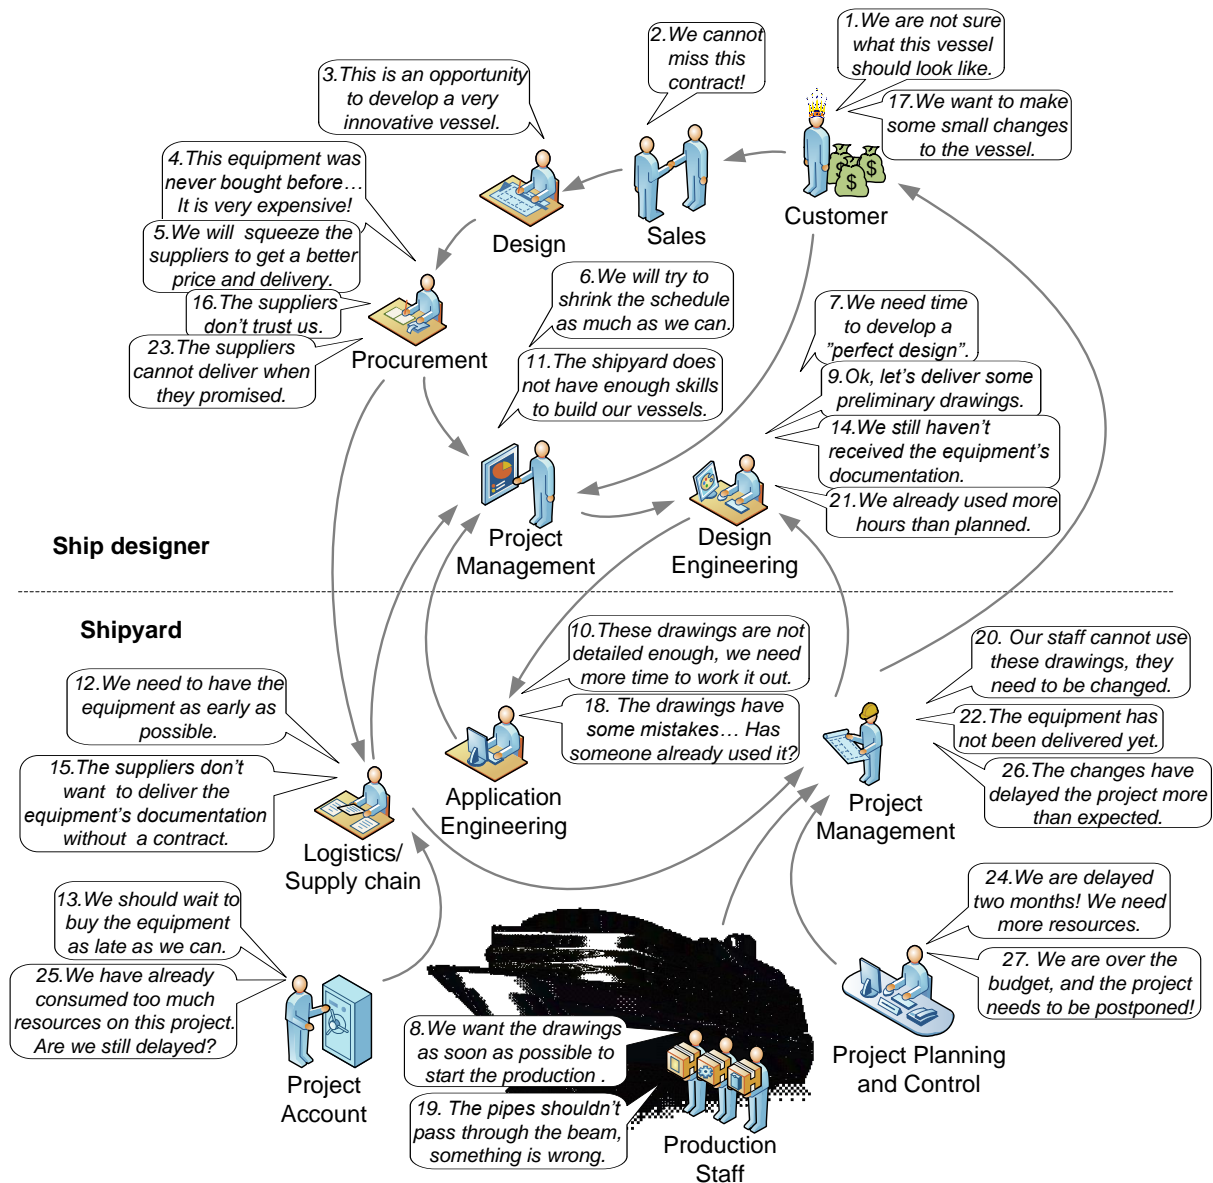 1.We are not sure
what this vessel
should look like.
2.We cannot
miss this
contract!
3.This is an opportunity
to develop a very
innovative vessel.
17.We want to make
some small changes
to the vessel.
4.This equipment was
never bought before…
It is very expensive!
5.We will squeeze the
suppliers to get a better
price and delivery.
16.The suppliers
don't trust us.
23.The suppliers
cannot deliver when
they promised.
Customer
Sales
Design
Procurement
6.We will try to
shrink the schedule
as much as we can.
11.The shipyard does
not have enough skills
to build our vessels.
7.We need time
to develop a
"perfect design".
9.Ok, let's deliver some
preliminary drawings.
14.We still haven't
received the equipment's
documentation.
21.We already used more
hours than planned.
Project
Management
Design
Engineering
Ship designer
Shipyard
10.These drawings are not
detailed enough, we need
more time to work it out.
18. The drawings have
some mistakes… Has
someone already used it?
20. Our staff cannot use
these drawings, they
need to be changed.
22.The equipment has
not been delivered yet.
26.The changes have
delayed the project more
than expected.
12.We need to have the
equipment as early as
possible.
15.The suppliers don't
want to deliver the
equipment's documentation
without a contract.
Logistics/
Supply chain
Application
Engineering
Project
Management
13.We should wait to
buy the equipment
as late as we can.
25.We have already
consumed too much
resources on this project.
Are we still delayed?
Project
Account
24.We are delayed
two months! We need
more resources.
27. We are over the
budget, and the project
needs to be postponed!
Project Planning
and Control
8.We want the drawings
as soon as possible to
start the production .
19. The pipes shouldn't
pass through the beam,
something is wrong.
Production
Staff